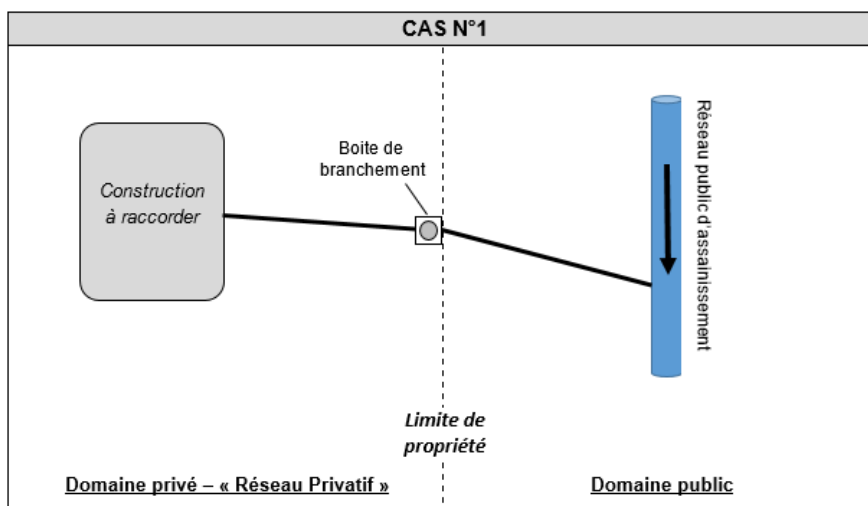 CAS N°1
Construction
à raccorder
Boite de
branchement
Réseau public d'assainissement
Limite de
propriété
Domaine privé – « Réseau Privatif »
Domaine public